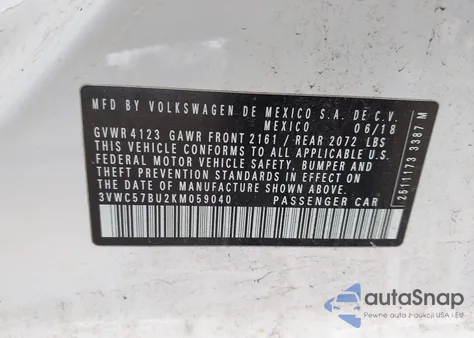 MFD BY VOLKSWAGEN DE MEXICO S.A. DE C.V.
MEXICO 06/18
GVWR 4123 GAWR FRONT 2161 / REAR 2072 LBS
THIS VEHICLE CONFORMS TO ALL APPLICABLE U.S.
FEDERAL MOTOR VEHICLE SAFETY, BUMPER AND
THEFT PREVENTION STANDARDS IN EFFECT ON THE
DATE OF MANUFACTURE SHOWN ABOVE.
3VWC57BU2KM059040 PASSENGER CAR
2511173 3387 M
autoSnap
Pewne auta z aukcji USA i EU